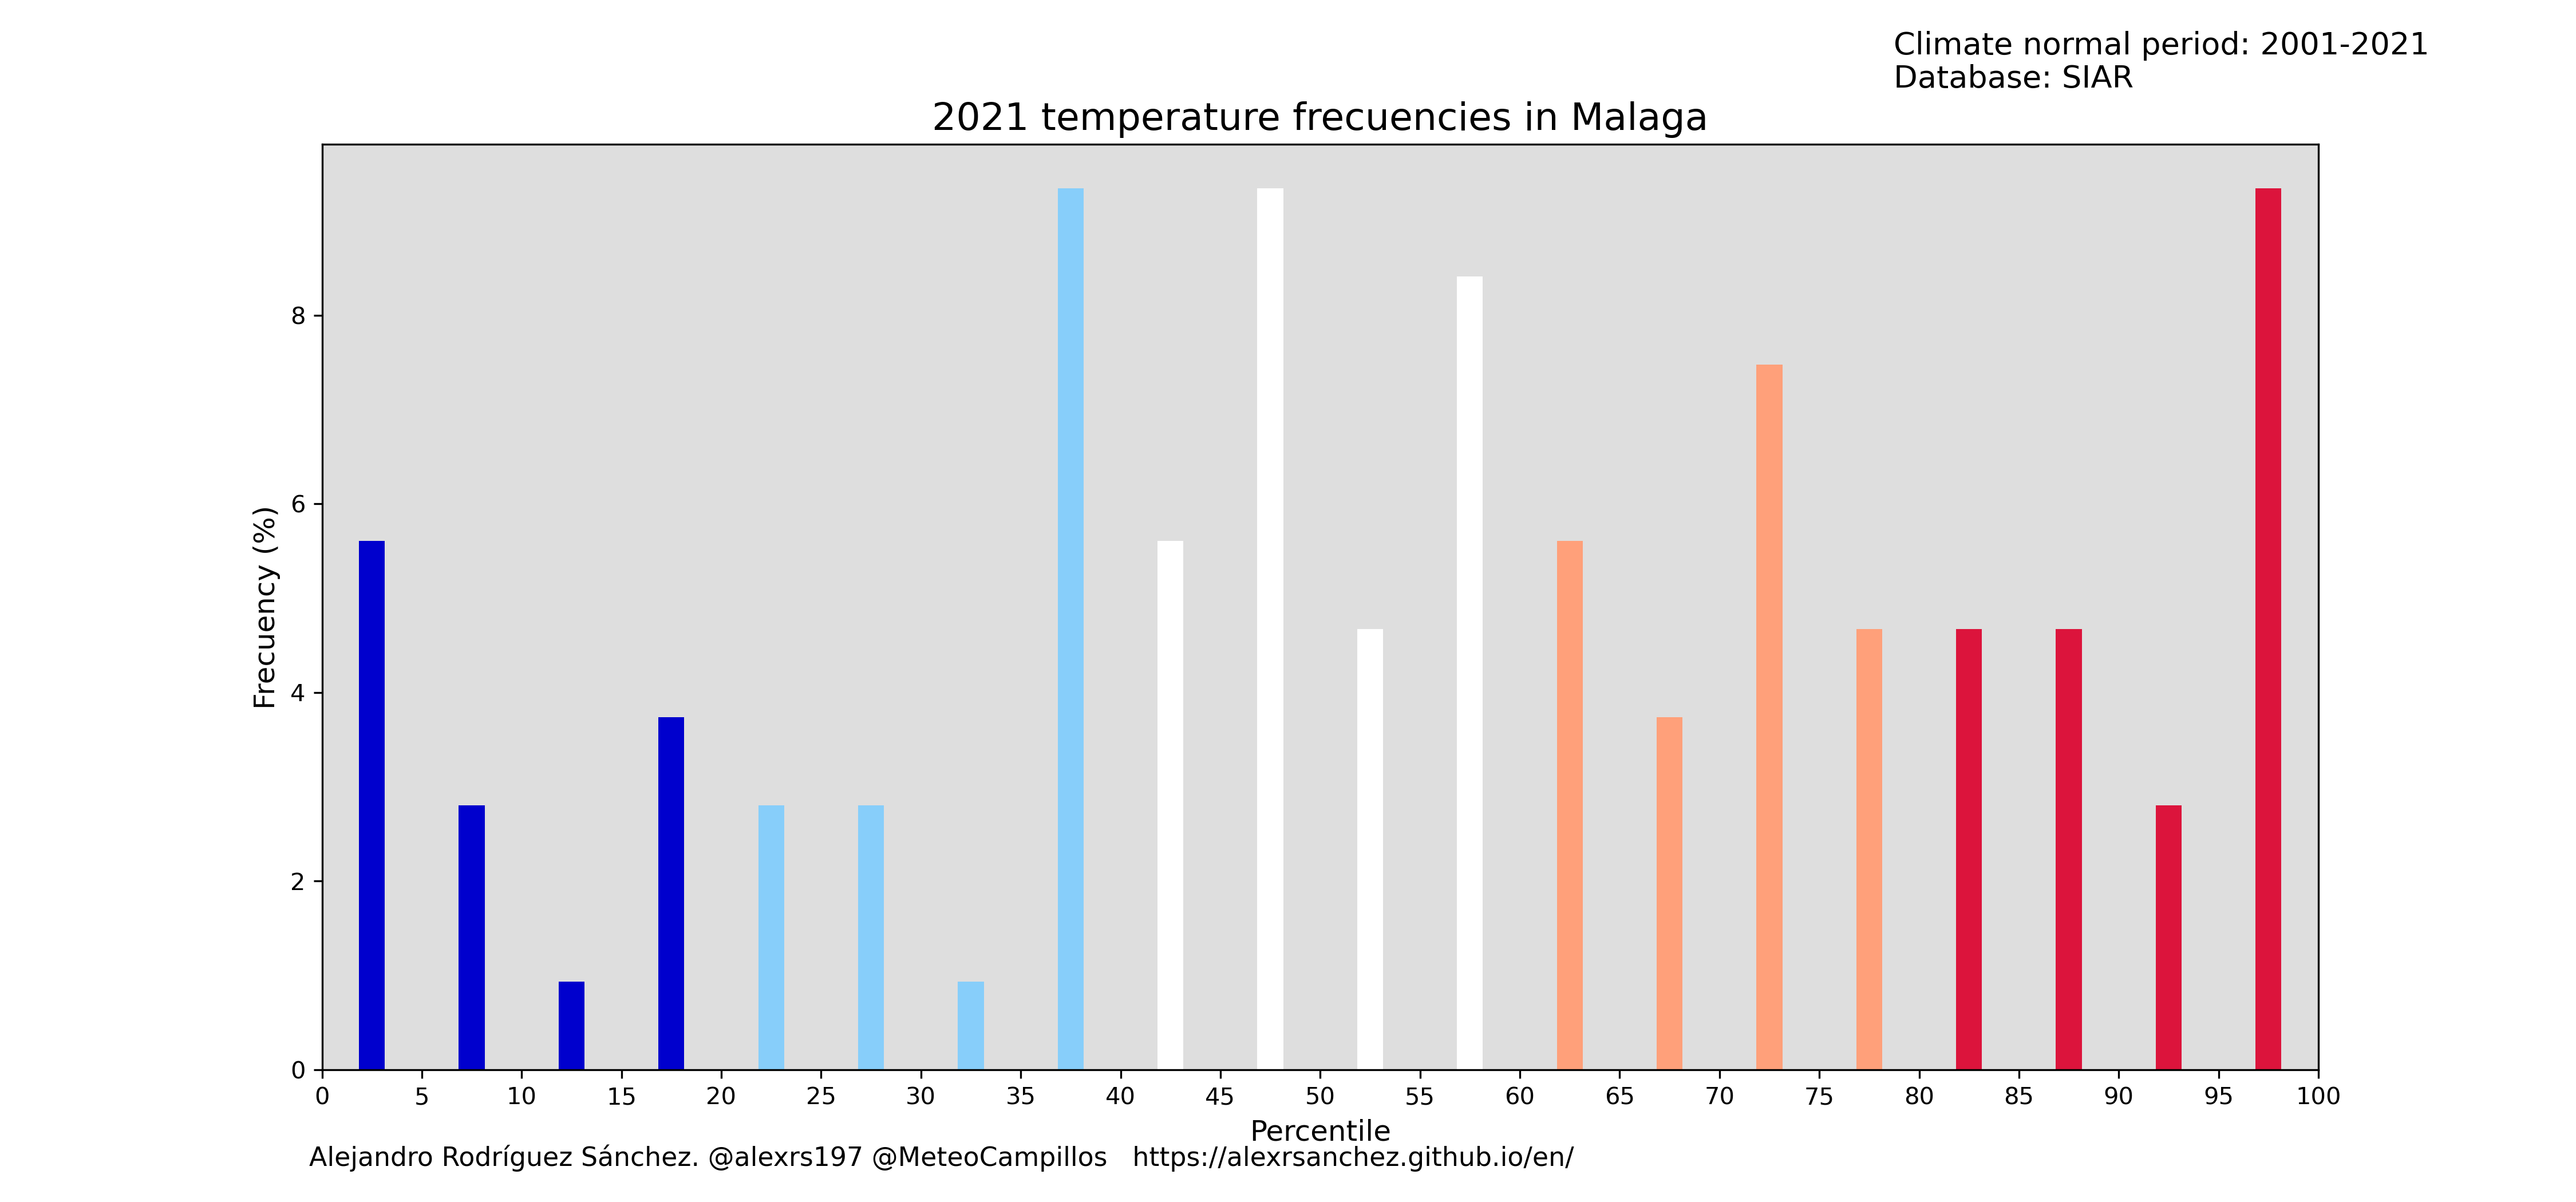 Climate normal period: 2001-2021
Database: SIAR
2021 temperature frecuencies in Malaga
Frecuency (%)
8
6
4
2
0
0 5 10 15 20 25 30 35 40 45 50 55 60 65 70 75 80 85 90 95 100
Percentile
Alejandro Rodríguez Sánchez. @alexrs197 @MeteoCampillos https://alexrsanchez.github.io/en/